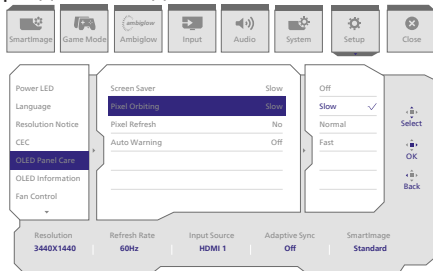 SmartImage Game Mode Ambiglow Input Audio System Setup Close
ambiglow
Power LED
Language
Resolution Notice
CEC
OLED Panel Care
OLED Information
Fan Control
Screen Saver Slow
Pixel Orbiting Slow
Pixel Refresh No
Auto Warning Off
Off
Slow
Normal
Fast
Select
OK
Back
Resolution Refresh Rate Input Source Adaptive Sync SmartImage
3440X1440 60Hz HDMI 1 Off Standard